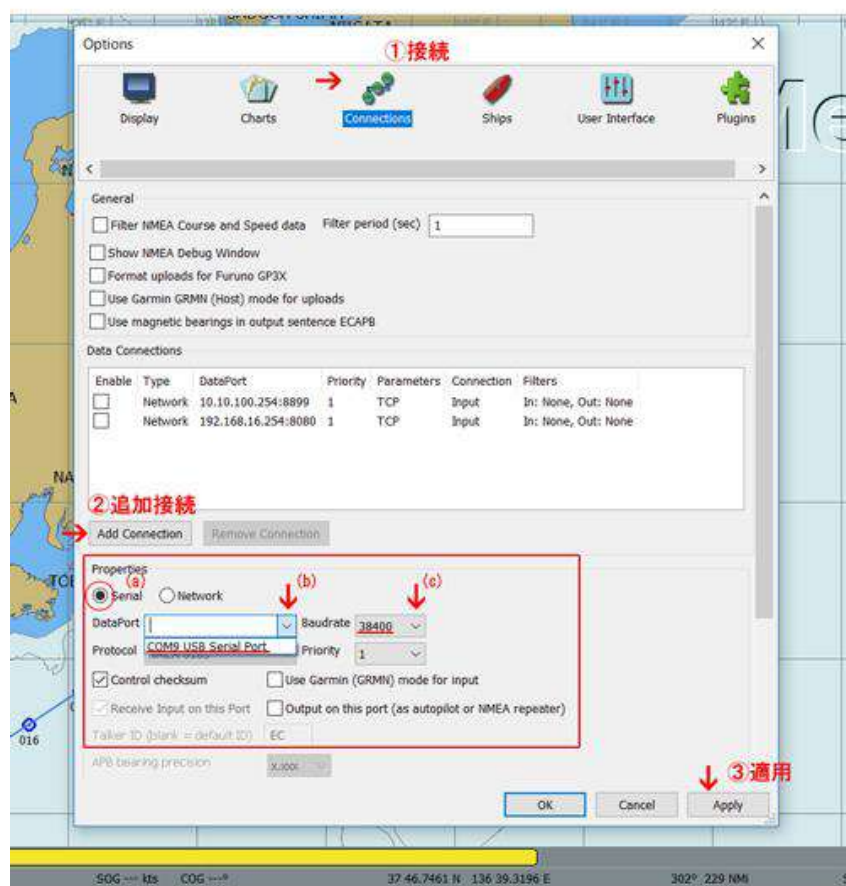 Options
①接続
Display Charts Connections Ships User Interface Plugins
General
Filter NMEA Course and Speed data Filter period (sec) 1
Show NMEA Debug Window
Format uploads for Furuno GP3X
Use Garmin GRMN (Host) mode for uploads
Use magnetic bearings in output sentence ECAPB
Data Connections
Enable Type DataPort Priority Parameters Connection Filters
Network 10.10.100.254:8899 1 TCP Input In: None, Out: None
Network 192.168.16.254:8080 1 TCP Input In: None, Out: None
NA
②追加接続
Add Connection Remove Connection
Properties
(a) (b) (c)
Serial Network
DataPort Baudrate 38400
COM9 USB Serial Port
Protocol Priority 1
Control checksum Use Garmin (GRMN) mode for input
Receive Input on this Port Output on this port (as autopilot or NMEA repeater)
Talker ID (blank = default ID) EC
016
APB bearing precision x.xxx
③適用
OK Cancel Apply
SOG --- kts COG ---° 37 46.7461 N 136 39.3196 E 302° 229 NMi